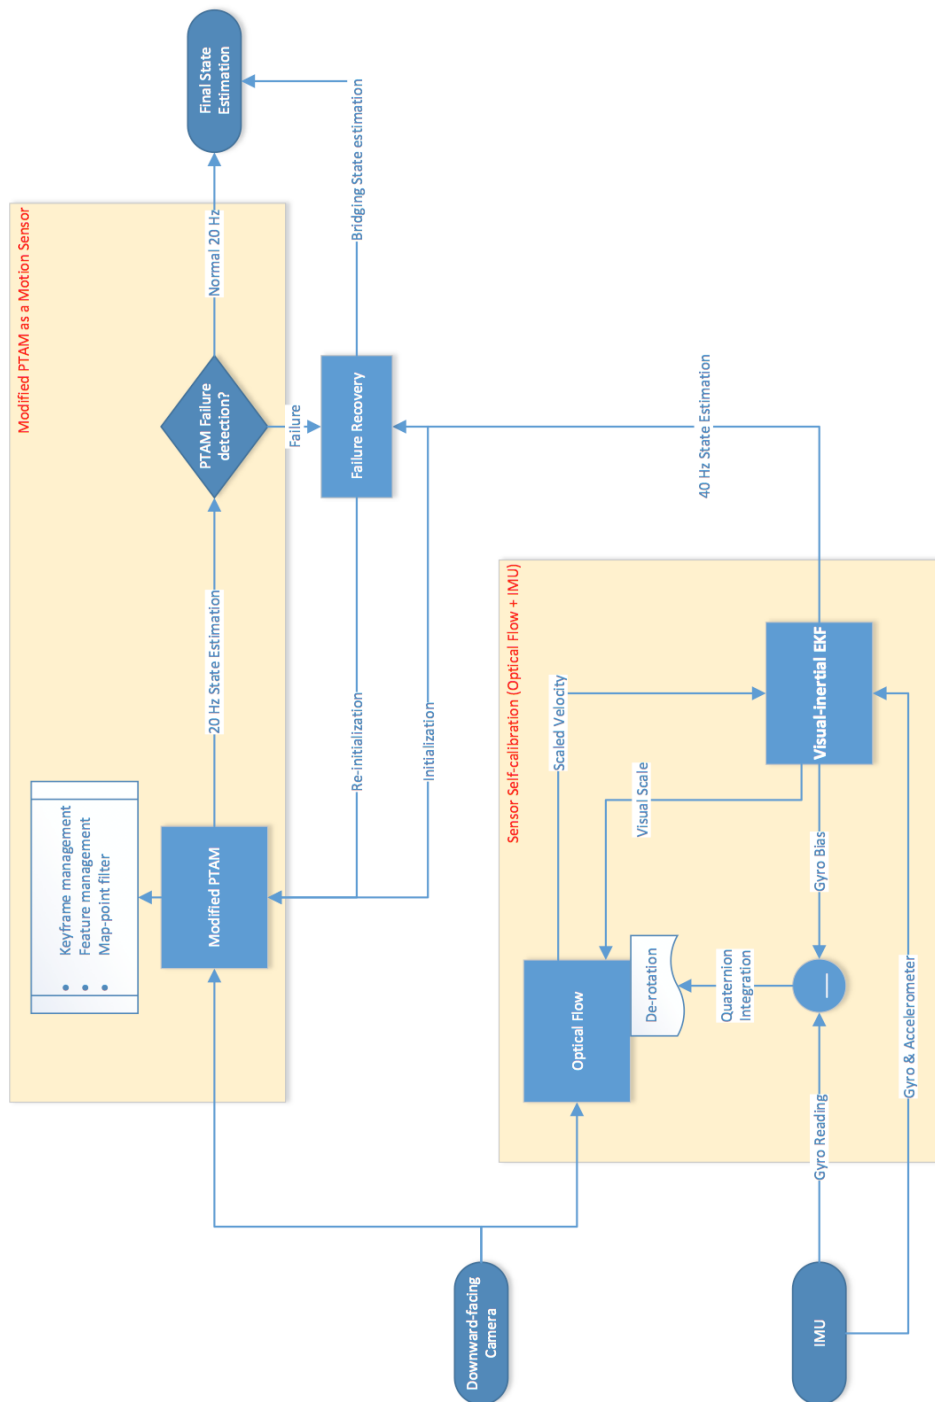 Modified PTAM as a Motion Sensor
Keyframe management
Feature management
Map-point filter
Modified PTAM
20 Hz State Estimation
PTAM Failure
detection?
Normal 20 Hz
Final State
Estimation
Failure
Failure Recovery
Bridging State estimation
Re-initialization
Initialization
40 Hz State Estimation
Downward-facing
Camera
Sensor Self-calibration (Optical Flow + IMU)
Optical Flow
De-rotation
Scaled Velocity
Visual Scale
Quaternion
Integration
Gyro Bias
Visual-inertial EKF
IMU
Gyro Reading
Gyro & Accelerometer